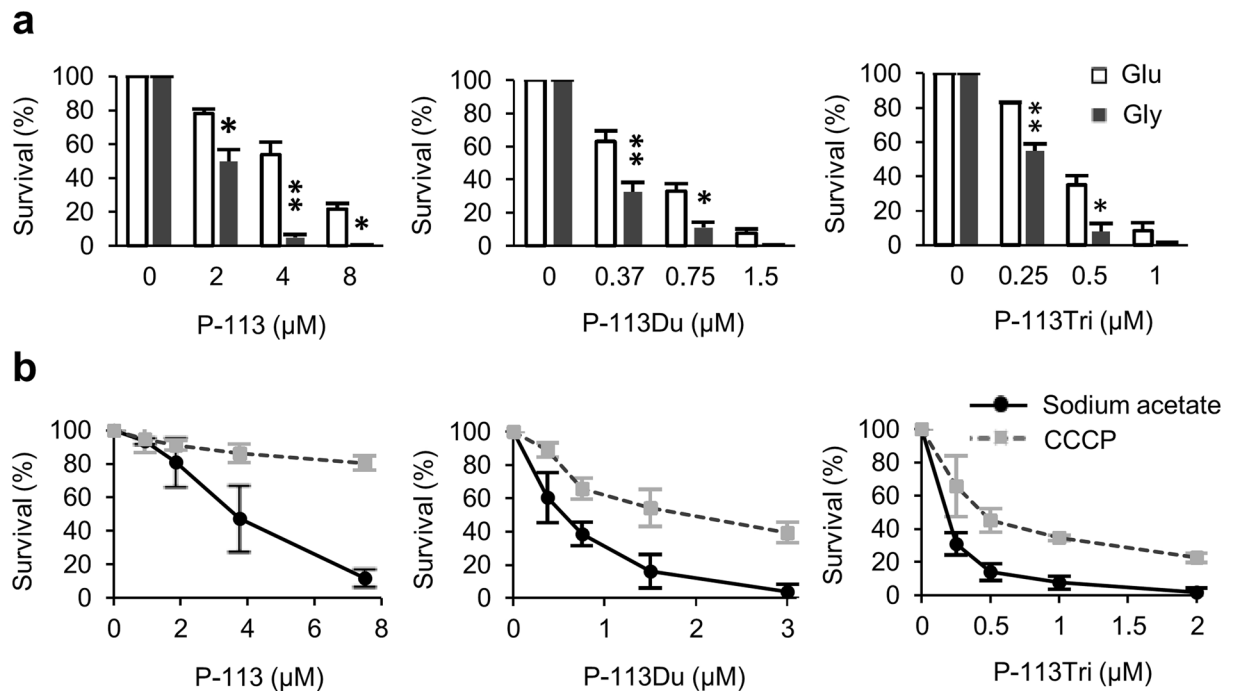 a
100
80
60
40
20
0
Survival (%)
*
**
*
0 2 4 8
P-113 (μM)
100
80
60
40
20
0
Survival (%)
**
*
0 0.37 0.75 1.5
P-113Du (μM)
100
80
60
40
20
0
Survival (%)
**
*
0 0.25 0.5 1
P-113Tri (μM)
Glu
Gly
b
100
80
60
40
20
0
Survival (%)
0 2 4 6 8
P-113 (μM)
100
80
60
40
20
0
Survival (%)
0 1 2 3
P-113Du (μM)
100
80
60
40
20
0
Survival (%)
0 0.5 1 1.5 2
P-113Tri (μM)
Sodium acetate
CCCP